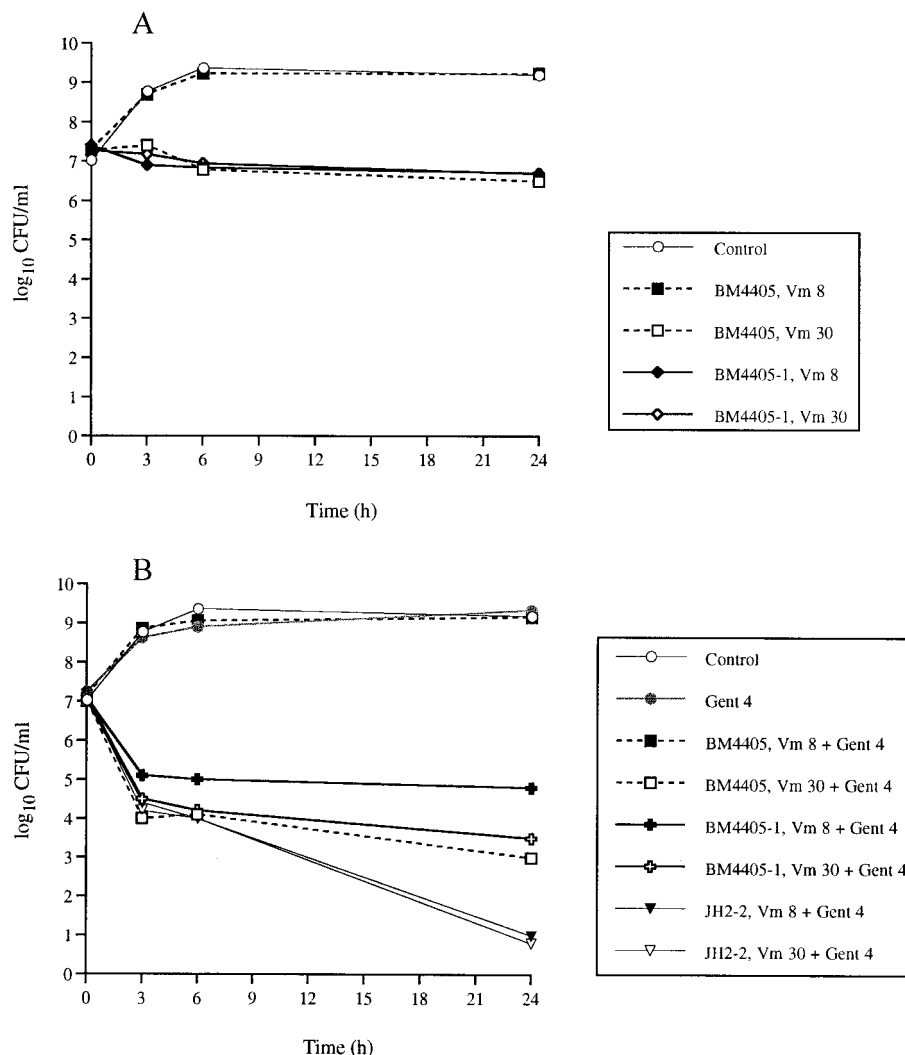 A
10
9
8
7
6
5
4
3
2
1
0
log10 CFU/ml
0 3 6 9 12 15 18 21 24
Time (h)
Control
BM4405, Vm 8
BM4405, Vm 30
BM4405-1, Vm 8
BM4405-1, Vm 30
B
10
9
8
7
6
5
4
3
2
1
0
log10 CFU/ml
0 3 6 9 12 15 18 21 24
Time (h)
Control
Gent 4
BM4405, Vm 8 + Gent 4
BM4405, Vm 30 + Gent 4
BM4405-1, Vm 8 + Gent 4
BM4405-1, Vm 30 + Gent 4
JH2-2, Vm 8 + Gent 4
JH2-2, Vm 30 + Gent 4